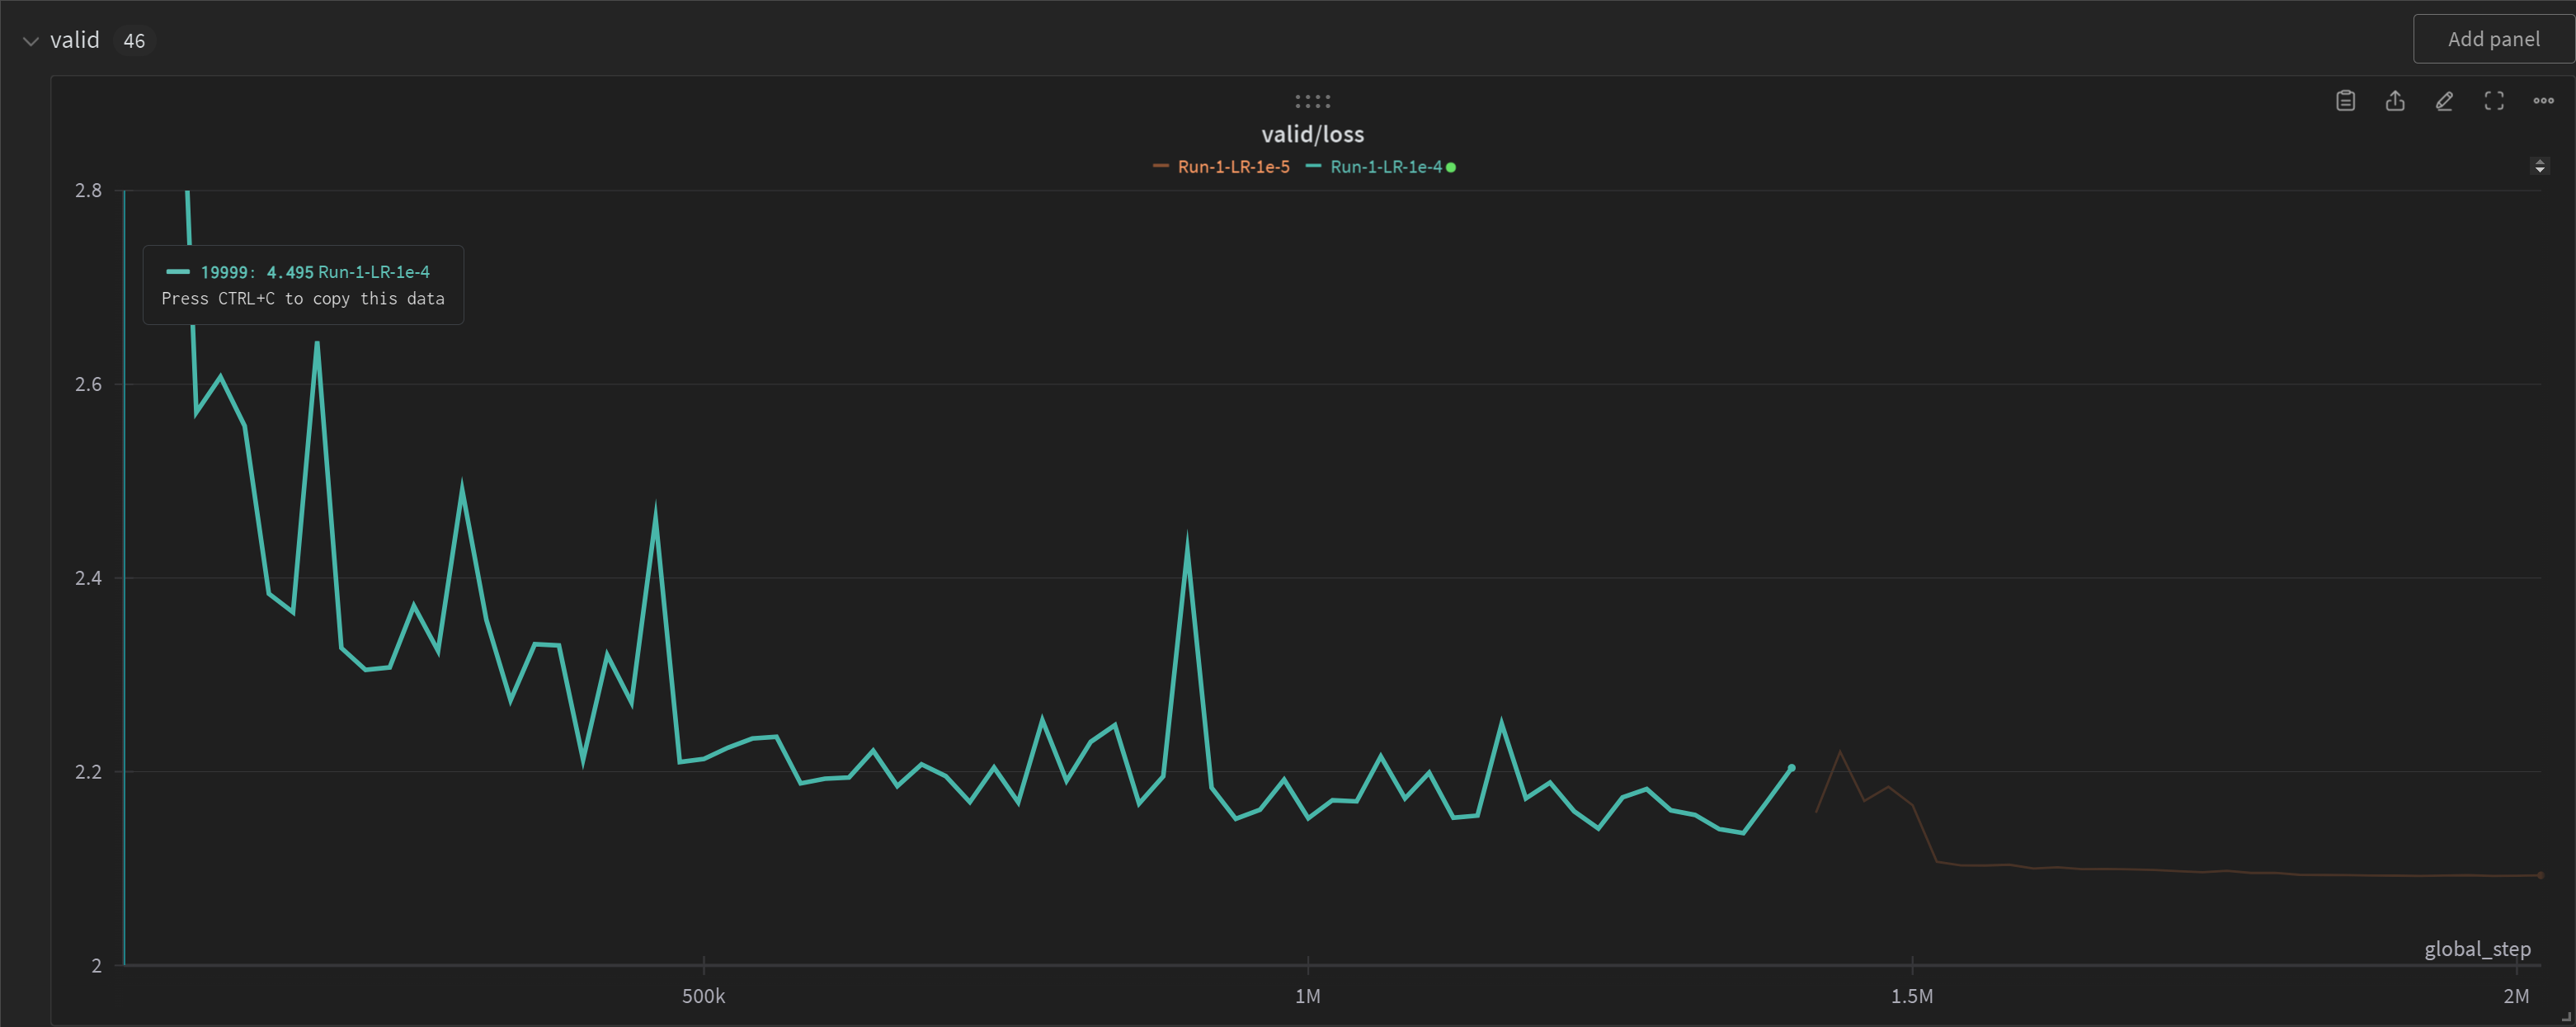 valid 46
Add panel
valid/loss
Run-1-LR-1e-5 Run-1-LR-1e-4
2.8
19999: 4.495 Run-1-LR-1e-4
Press CTRL+C to copy this data
2.6
2.4
2.2
2
global_step
500k 1M 1.5M 2M